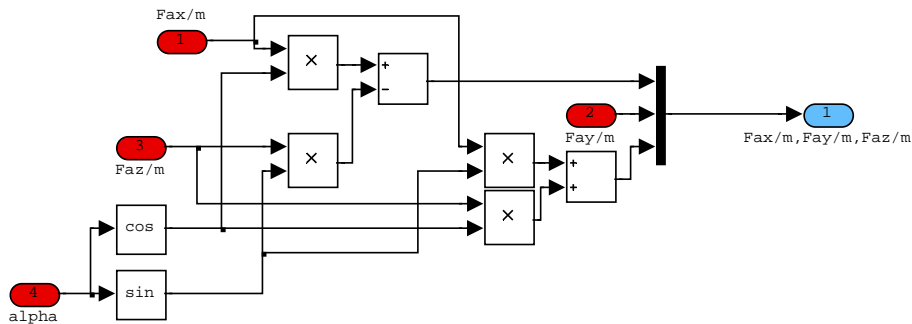 Fax/m
1
×
+
−
3
Faz/m
×
2
Fay/m
1
Fax/m,Fay/m,Faz/m
×
+
+
×
cos
sin
4
alpha